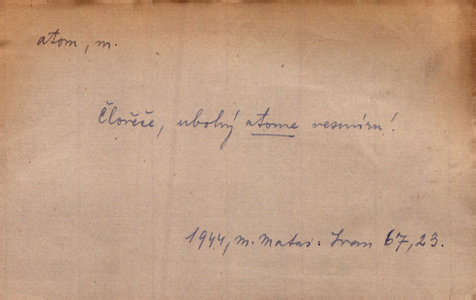 atom, m.
Člověče, ubohý atome vesmíru!
1944, M. Matas: Ivan 67, 23.